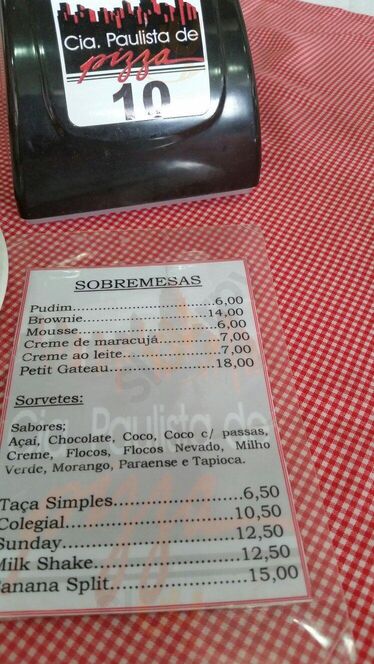 Cia. Paulista de
pizza
10
SOBREMESAS
Pudim..............................6,00
Brownie..........................14,00
Mousse............................6,00
Creme de maracujá...........7,00
Creme ao leite..................7,00
Petit Gateau....................18,00
Sorvetes:
Sabores;
Açaí, Chocolate, Coco, Coco c/ passas,
Creme, Flocos, Flocos Nevado, Milho
Verde, Morango, Paraense e Tapioca.
Taça Simples....................6,50
Colegial..........................10,50
Sunday...........................12,50
Milk Shake......................12,50
anana Split.....................15,00
Cia. Paulista de